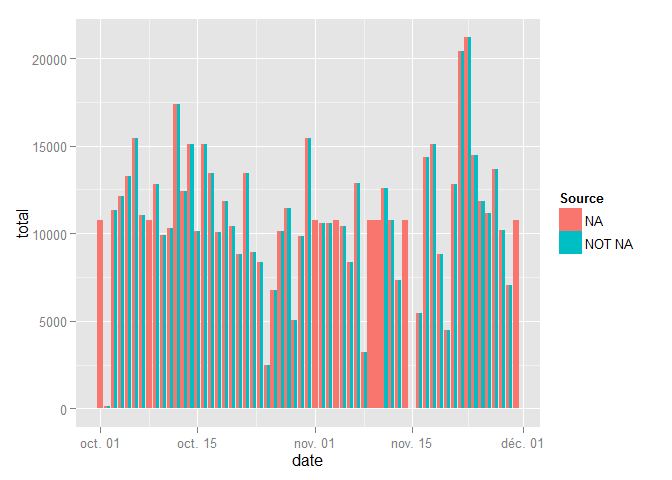 20000
15000
10000
5000
0
total
oct. 01
oct. 15
nov. 01
nov. 15
déc. 01
date
Source
NA
NOT NA